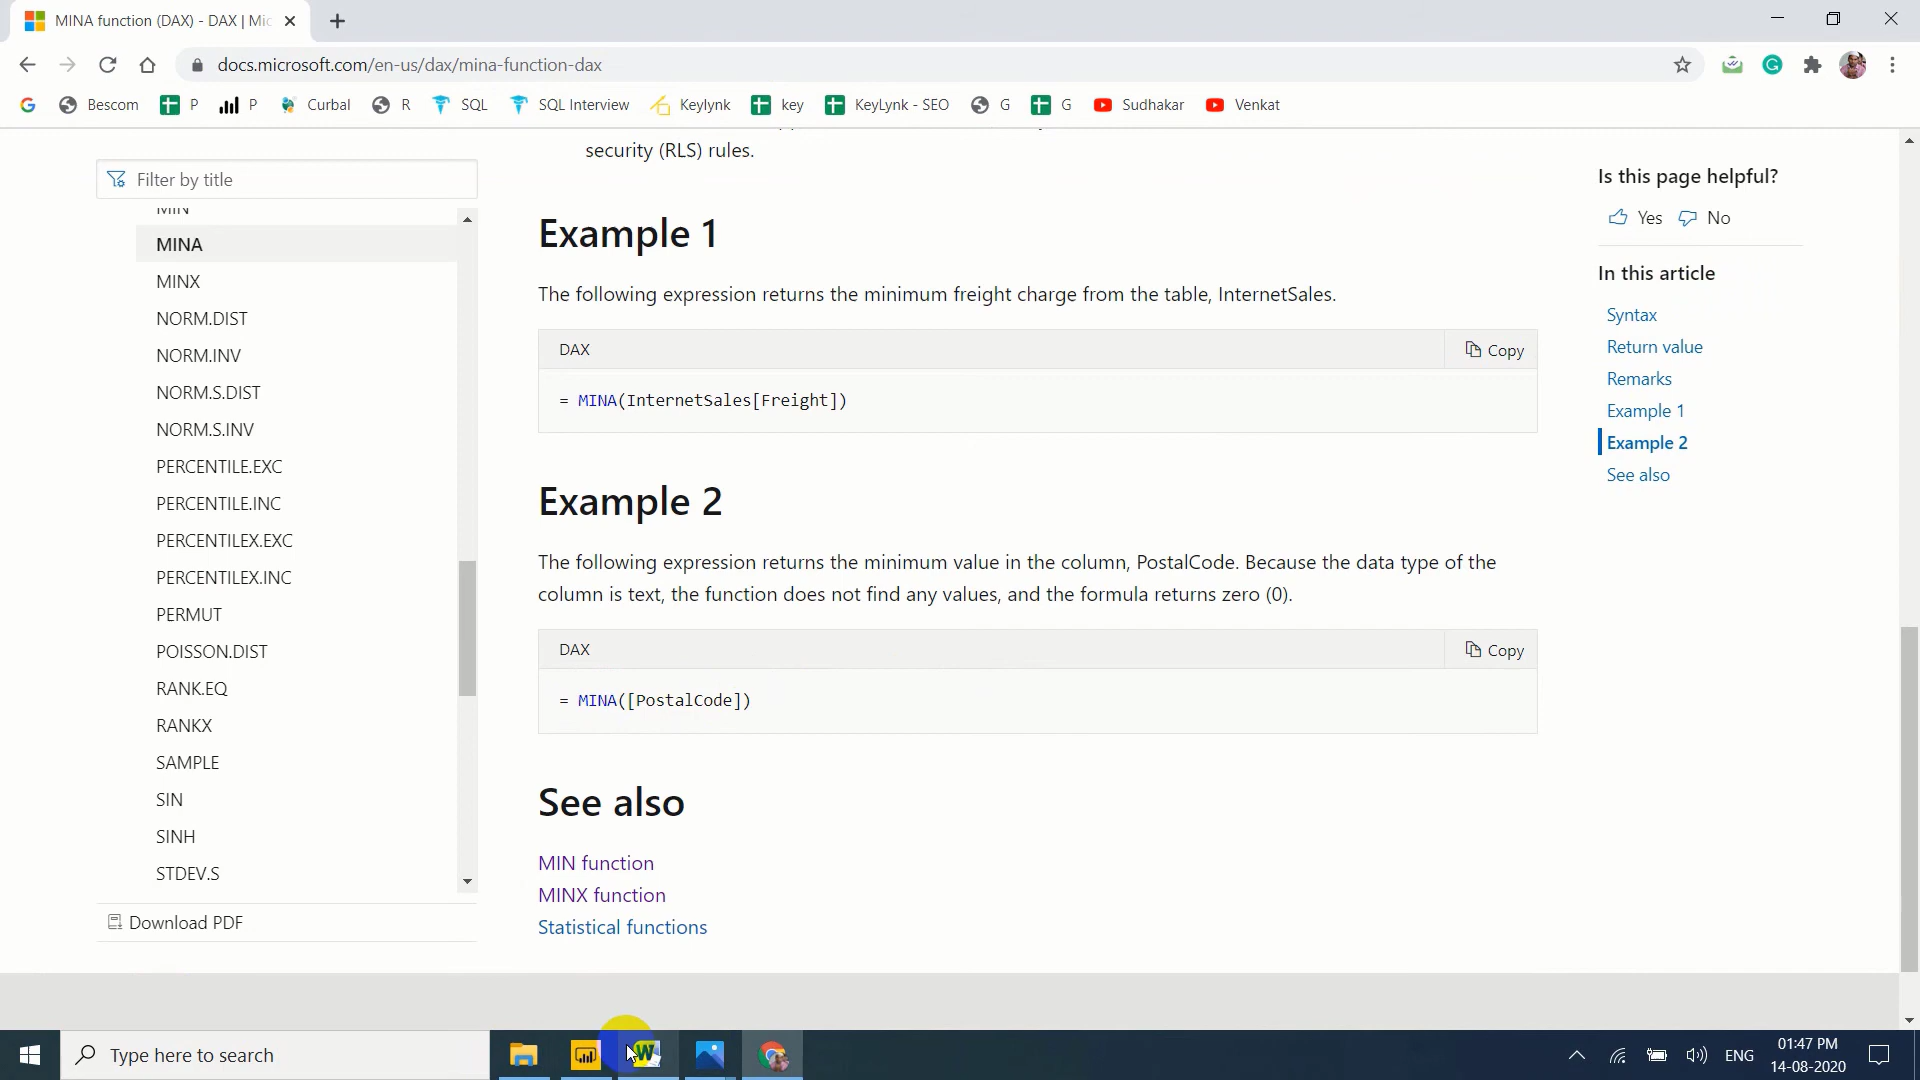 MINA function (DAX) - DAX | Mic
docs.microsoft.com/en-us/dax/mina-function-dax
Bescom
P
P
Curbal
R
SQL
SQL Interview
Keylynk
key
KeyLynk - SEO
G
G
Sudhakar
Venkat
Filter by title
MIN
MINA
MINX
NORM.DIST
NORM.INV
NORM.S.DIST
NORM.S.INV
PERCENTILE.EXC
PERCENTILE.INC
PERCENTILEX.EXC
PERCENTILEX.INC
PERMUT
POISSON.DIST
RANK.EQ
RANKX
SAMPLE
SIN
SINH
STDEV.S
Download PDF
security (RLS) rules.
Example 1
The following expression returns the minimum freight charge from the table, InternetSales.
DAX
Copy
= MINA(InternetSales[Freight])
Example 2
The following expression returns the minimum value in the column, PostalCode. Because the data type of the
column is text, the function does not find any values, and the formula returns zero (0).
DAX
Copy
= MINA([PostalCode])
See also
MIN function
MINX function
Statistical functions
Is this page helpful?
Yes
No
In this article
Syntax
Return value
Remarks
Example 1
Example 2
See also
Type here to search
ENG
01:47 PM
14-08-2020